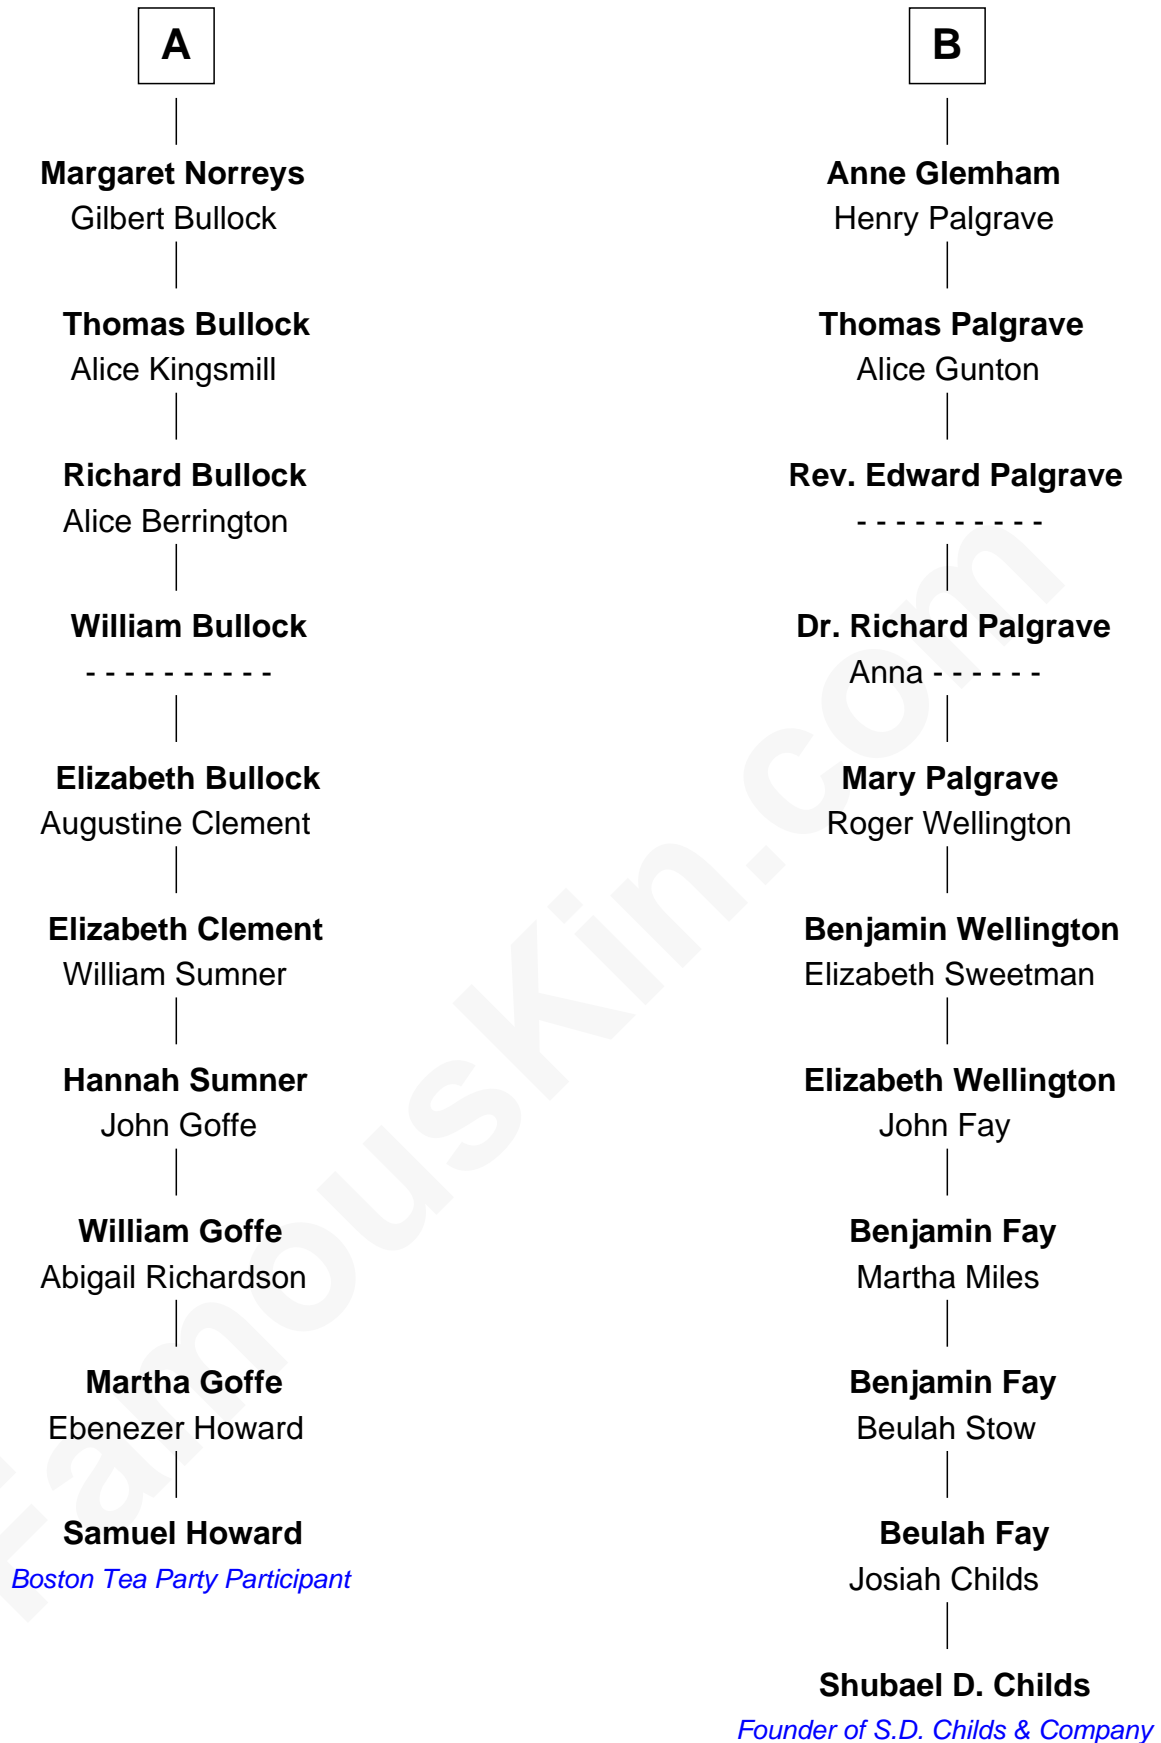 A
Margaret Norreys
Gilbert Bullock
Thomas Bullock
Alice Kingsmill
Richard Bullock
Alice Berrington
William Bullock
- - - - - - - - - -
Elizabeth Bullock
Augustine Clement
Elizabeth Clement
William Sumner
Hannah Sumner
John Goffe
William Goffe
Abigail Richardson
Martha Goffe
Ebenezer Howard
Samuel Howard
Boston Tea Party Participant
B
Anne Glemham
Henry Palgrave
Thomas Palgrave
Alice Gunton
Rev. Edward Palgrave
- - - - - - - - - -
Dr. Richard Palgrave
Anna - - - - - -
Mary Palgrave
Roger Wellington
Benjamin Wellington
Elizabeth Sweetman
Elizabeth Wellington
John Fay
Benjamin Fay
Martha Miles
Benjamin Fay
Beulah Stow
Beulah Fay
Josiah Childs
Shubael D. Childs
Founder of S.D. Childs & Company
FamousKin.com